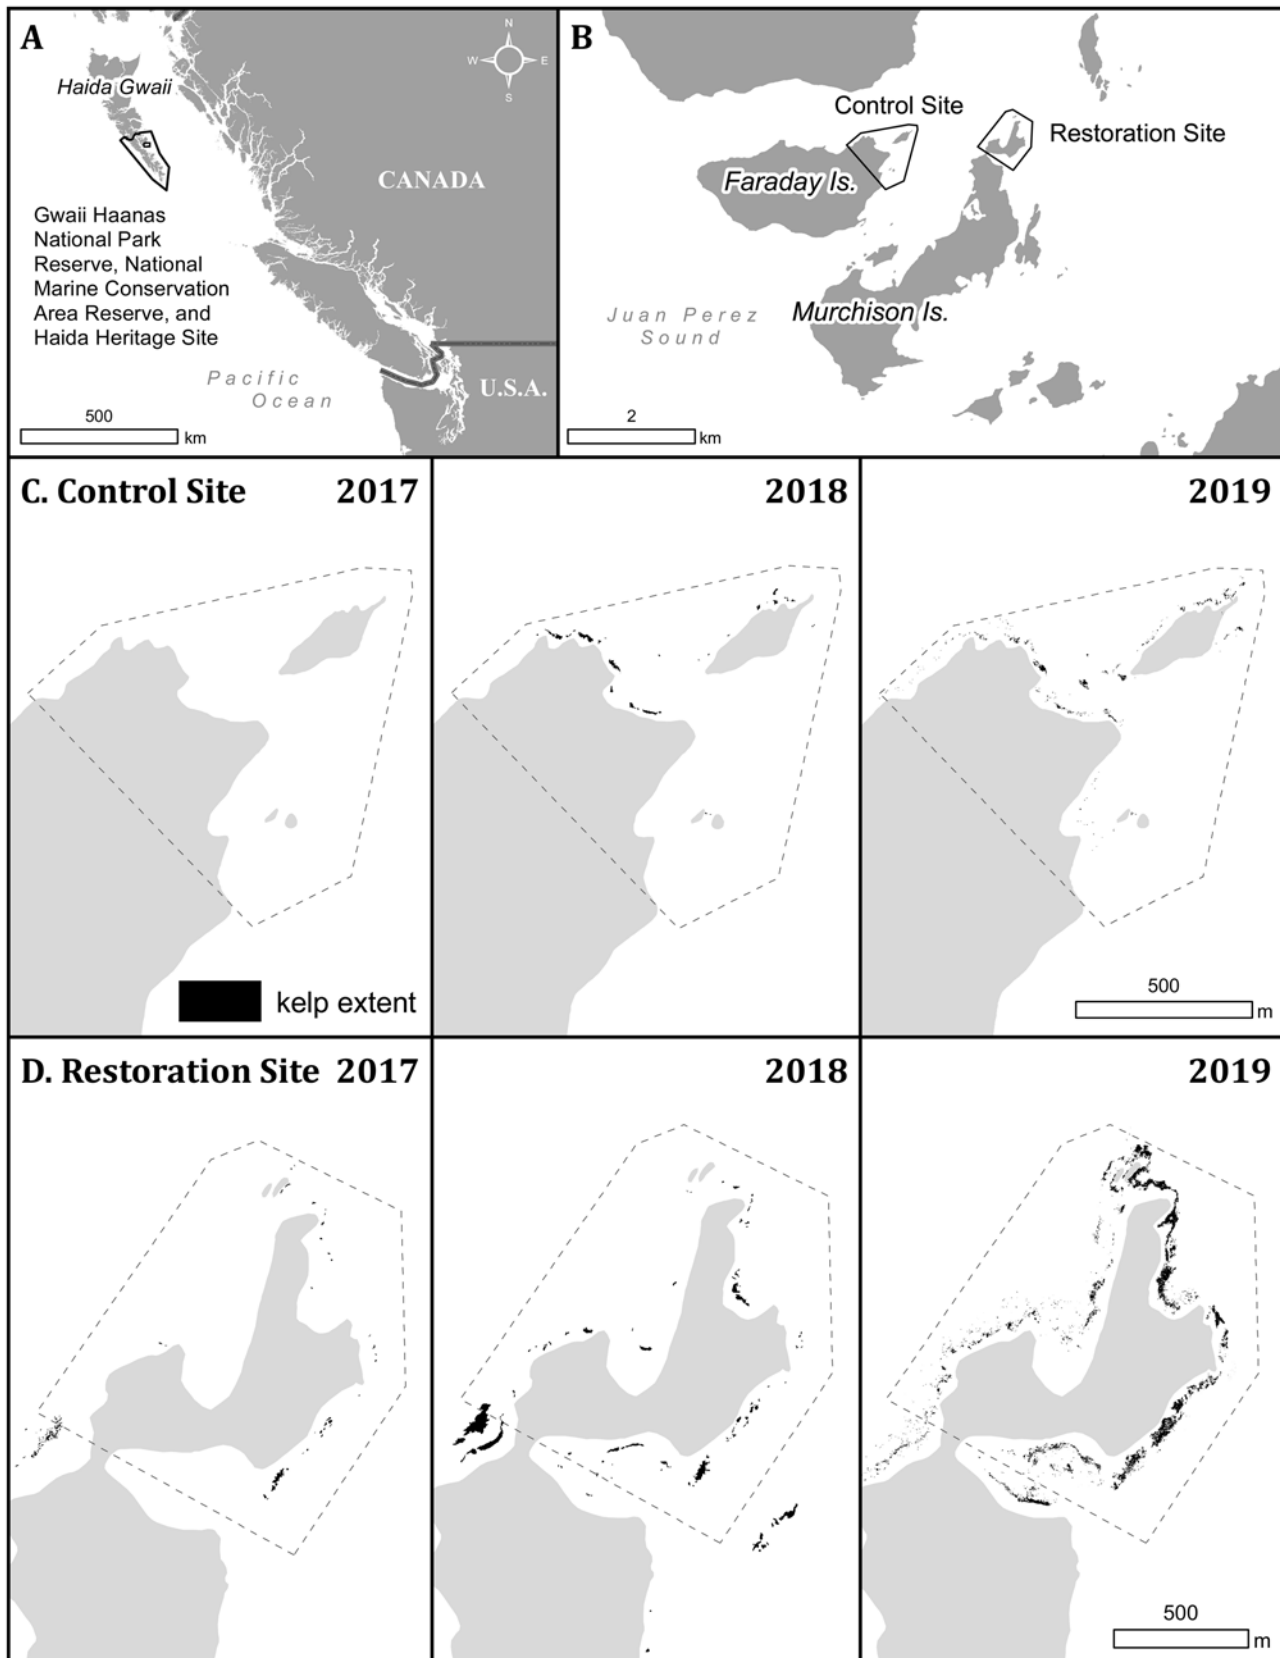 A
N
W E
S
Haida Gwaii
CANADA
Gwaii Haanas
National Park
Reserve, National
Marine Conservation
Area Reserve, and
Haida Heritage Site
Pacific
Ocean
U.S.A.
500
km
B
Control Site
Restoration Site
Faraday Is.
Murchison Is.
Juan Perez
Sound
2
km
C. Control Site 2017
2018
2019
kelp extent
500
m
D. Restoration Site 2017
2018
2019
500
m